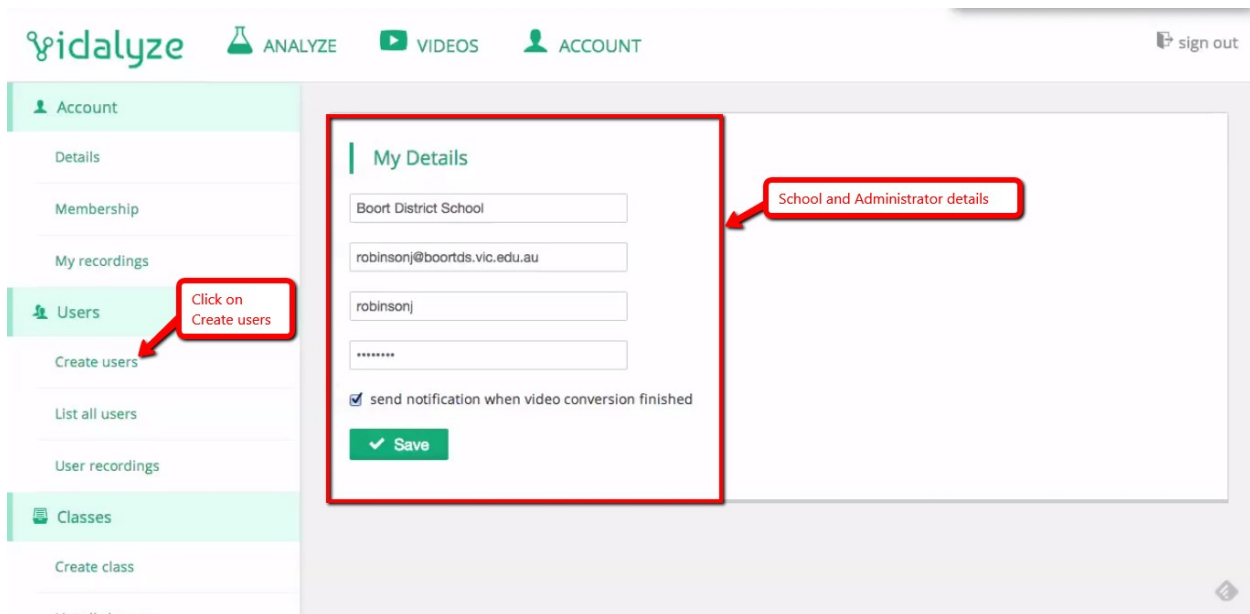 Vidalyze
ANALYZE
VIDEOS
ACCOUNT
sign out
Account
Details
Membership
My recordings
Users
Create users
List all users
User recordings
Classes
Create class
Click on
Create users
My Details
Boort District School
robinsonj@boortds.vic.edu.au
robinsonj
••••••••
send notification when video conversion finished
Save
School and Administrator details